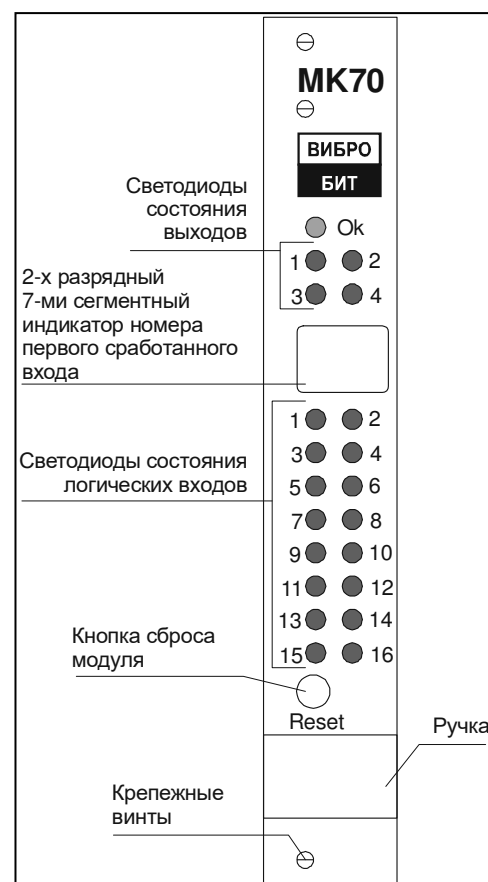 МК70
ВИБРО
БИТ
Светодиоды
состояния
выходов
Ok
1 2
3 4
2-х разрядный
7-ми сегментный
индикатор номера
первого сработанного
входа
1 2
3 4
Светодиоды состояния
логических входов
5 6
7 8
9 10
11 12
13 14
15 16
Кнопка сброса
модуля
Reset
Ручка
Крепежные
винты